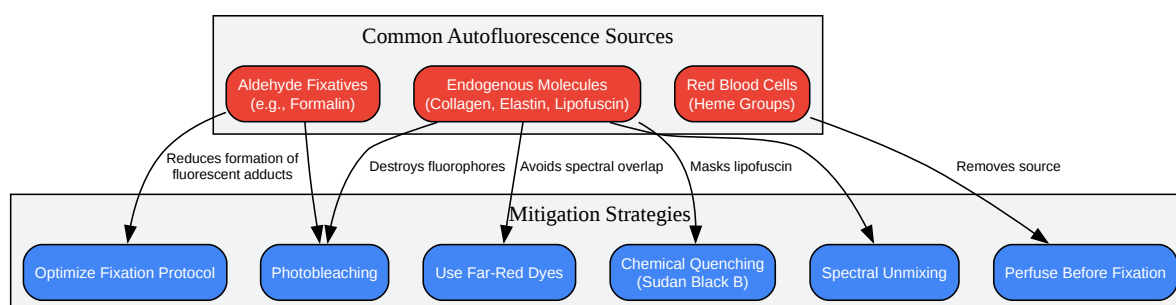 Common Autofluorescence Sources
Aldehyde Fixatives
(e.g., Formalin)
Endogenous Molecules
(Collagen, Elastin, Lipofuscin)
Red Blood Cells
(Heme Groups)
Reduces formation of
fluorescent adducts
Destroys fluorophores
Avoids spectral overlap
Masks lipofuscin
Removes source
Mitigation Strategies
Optimize Fixation Protocol
Photobleaching
Use Far-Red Dyes
Chemical Quenching
(Sudan Black B)
Spectral Unmixing
Perfuse Before Fixation